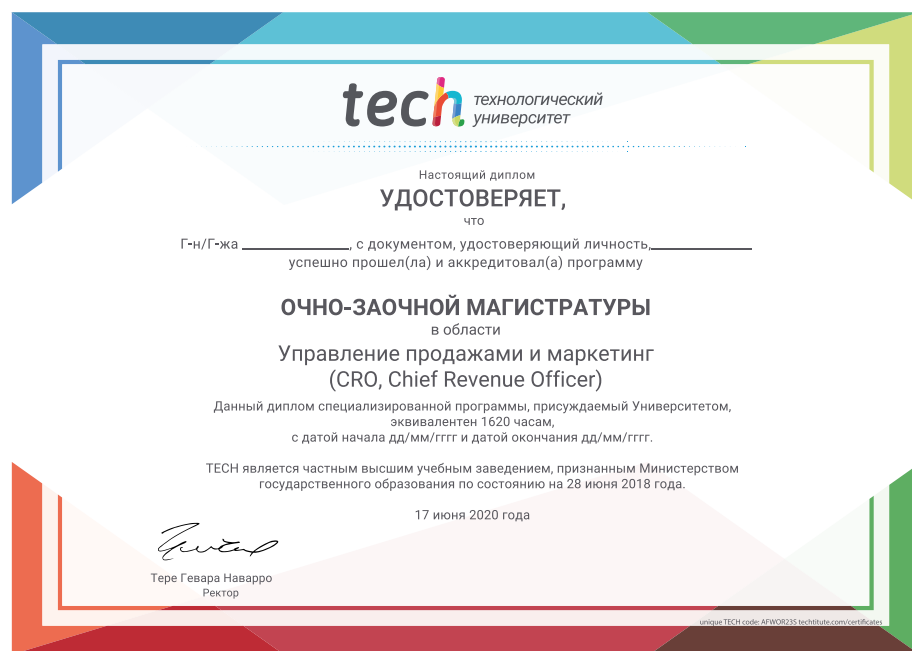 tech технологический
университет
Настоящий диплом
УДОСТОВЕРЯЕТ,
что
Г-н/Г-жа ____________, с документом, удостоверяющий личность,____________
успешно прошел(ла) и аккредитовал(а) программу
ОЧНО-ЗАОЧНОЙ МАГИСТРАТУРЫ
в области
Управление продажами и маркетинг
(CRO, Chief Revenue Officer)
Данный диплом специализированной программы, присуждаемый Университетом,
эквивалентен 1620 часам,
с датой начала дд/мм/гггг и датой окончания дд/мм/гггг.
TECH является частным высшим учебным заведением, признанным Министерством
государственного образования по состоянию на 28 июня 2018 года.
17 июня 2020 года
Тере Гевара Наварро
Ректор
unique TECH code: AFWOR23S techtitute.com/certificates